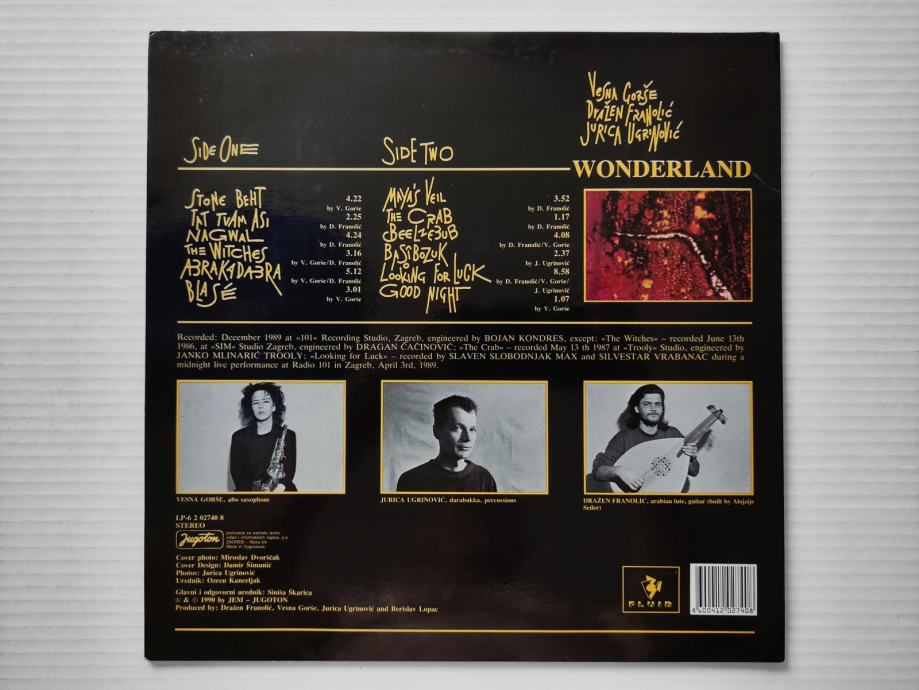 Vesna Gorše
Dražen Franolić
Jurica Ugrinović
WONDERLAND
Side One
Stone Beht
4.22
by V. Gorše
Tat Tvam Asi
2.25
by D. Franolić
Nagwal
4.24
by D. Franolić
The Witches
3.16
by V. Gorše/D. Franolić
Abrakadabra
5.12
by V. Gorše/D. Franolić
Blasé
3.01
by V. Gorše
Side Two
Maya's Veil
3.52
by D. Franolić
The Crab
1.17
by D. Franolić
Beelzebub
4.08
by D. Franolić/V. Gorše
Bassbozuk
2.37
by J. Ugrinović
Looking for Luck
8.58
by D. Franolić/V. Gorše/
J. Ugrinović
Good Night
1.07
by V. Gorše
Recorded: December 1989 at »101« Recording Studio, Zagreb, engineered by BOJAN KONDRES, except: »The Witches« – recorded June 13th
1986, at »SIM« Studio Zagreb, engineered by DRAGAN ČAČINOVIĆ; »The Crab« – recorded May 13 th 1987 at »Trooly« Studio, engineered by
JANKO MLINARIĆ TROOLY; »Looking for Luck« – recorded by SLAVEN SLOBODNJAK MAX and SILVESTAR VRABANAC during a
midnight live performance at Radio 101 in Zagreb, April 3rd, 1989.
VESNA GORŠE, alto saxophone
JURICA UGRINOVIĆ, darabukka, percussions
DRAŽEN FRANOLIĆ, arabian lute, guitar (built by Alojzije
Seder)
LP-6 2 02740 8
STEREO
Jugoton
Made in Yugoslavia
Cover photo: Miroslav Dvorščak
Cover Design: Damir Šimunić
Photos: Jurica Ugrinović
Urednik: Ozren Kanceljak
Glavni i odgovorni urednik: Siniša Škarica
℗ & © 1990 by JEM – JUGOTON
Produced by: Dražen Franolić, Vesna Gorše, Jurica Ugrinović and Berislav Lopac
FLUID
8600412027408